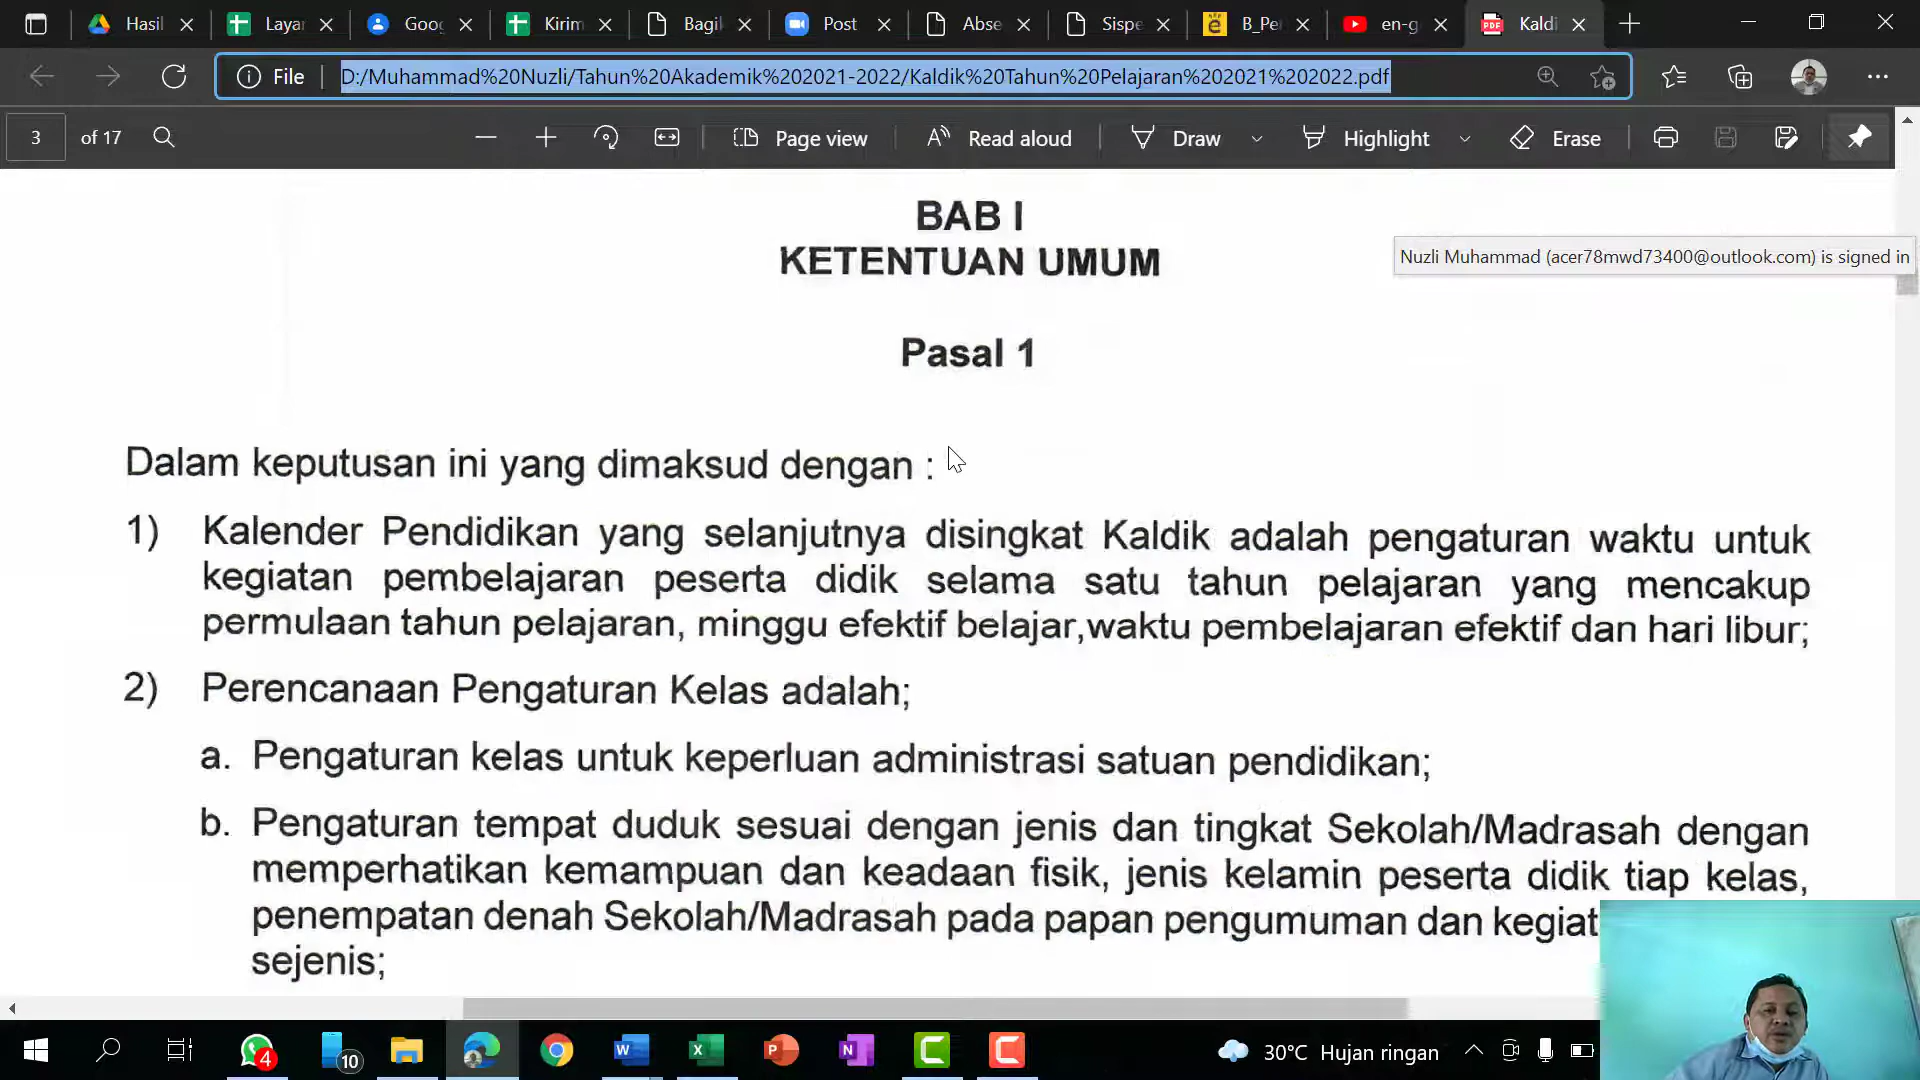 Hasil
Layar
Goog
Kirim
Bagik
Post
Abse
Sispe
B_Per
en-g
Kaldi
File
D:/Muhammad%20Nuzli/Tahun%20Akademik%202021-2022/Kaldik%20Tahun%20Pelajaran%202021%202022.pdf
3 of 17
Page view
Read aloud
Draw
Highlight
Erase
BAB I
KETENTUAN UMUM
Nuzli Muhammad (acer78mwd73400@outlook.com) is signed in
Pasal 1
Dalam keputusan ini yang dimaksud dengan :
1) Kalender Pendidikan yang selanjutnya disingkat Kaldik adalah pengaturan waktu untuk
kegiatan pembelajaran peserta didik selama satu tahun pelajaran yang mencakup
permulaan tahun pelajaran, minggu efektif belajar,waktu pembelajaran efektif dan hari libur;
2) Perencanaan Pengaturan Kelas adalah;
a. Pengaturan kelas untuk keperluan administrasi satuan pendidikan;
b. Pengaturan tempat duduk sesuai dengan jenis dan tingkat Sekolah/Madrasah dengan
memperhatikan kemampuan dan keadaan fisik, jenis kelamin peserta didik tiap kelas,
penempatan denah Sekolah/Madrasah pada papan pengumuman dan kegiat
sejenis;
4
10
30°C Hujan ringan